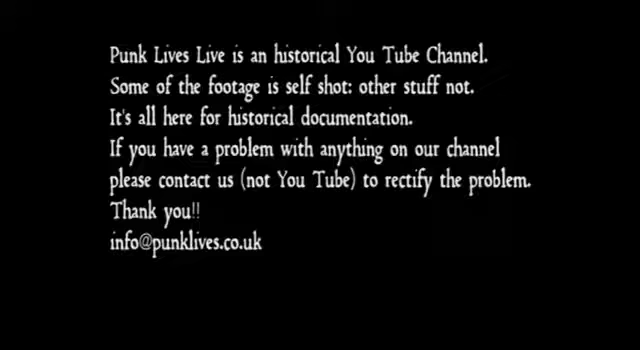 Punk Lives Live is an historical You Tube Channel.
Some of the footage is self shot: other stuff not.
It's all here for historical documentation.
If you have a problem with anything on our channel
please contact us (not You Tube) to rectify the problem.
Thank you!!
info@punklives.co.uk